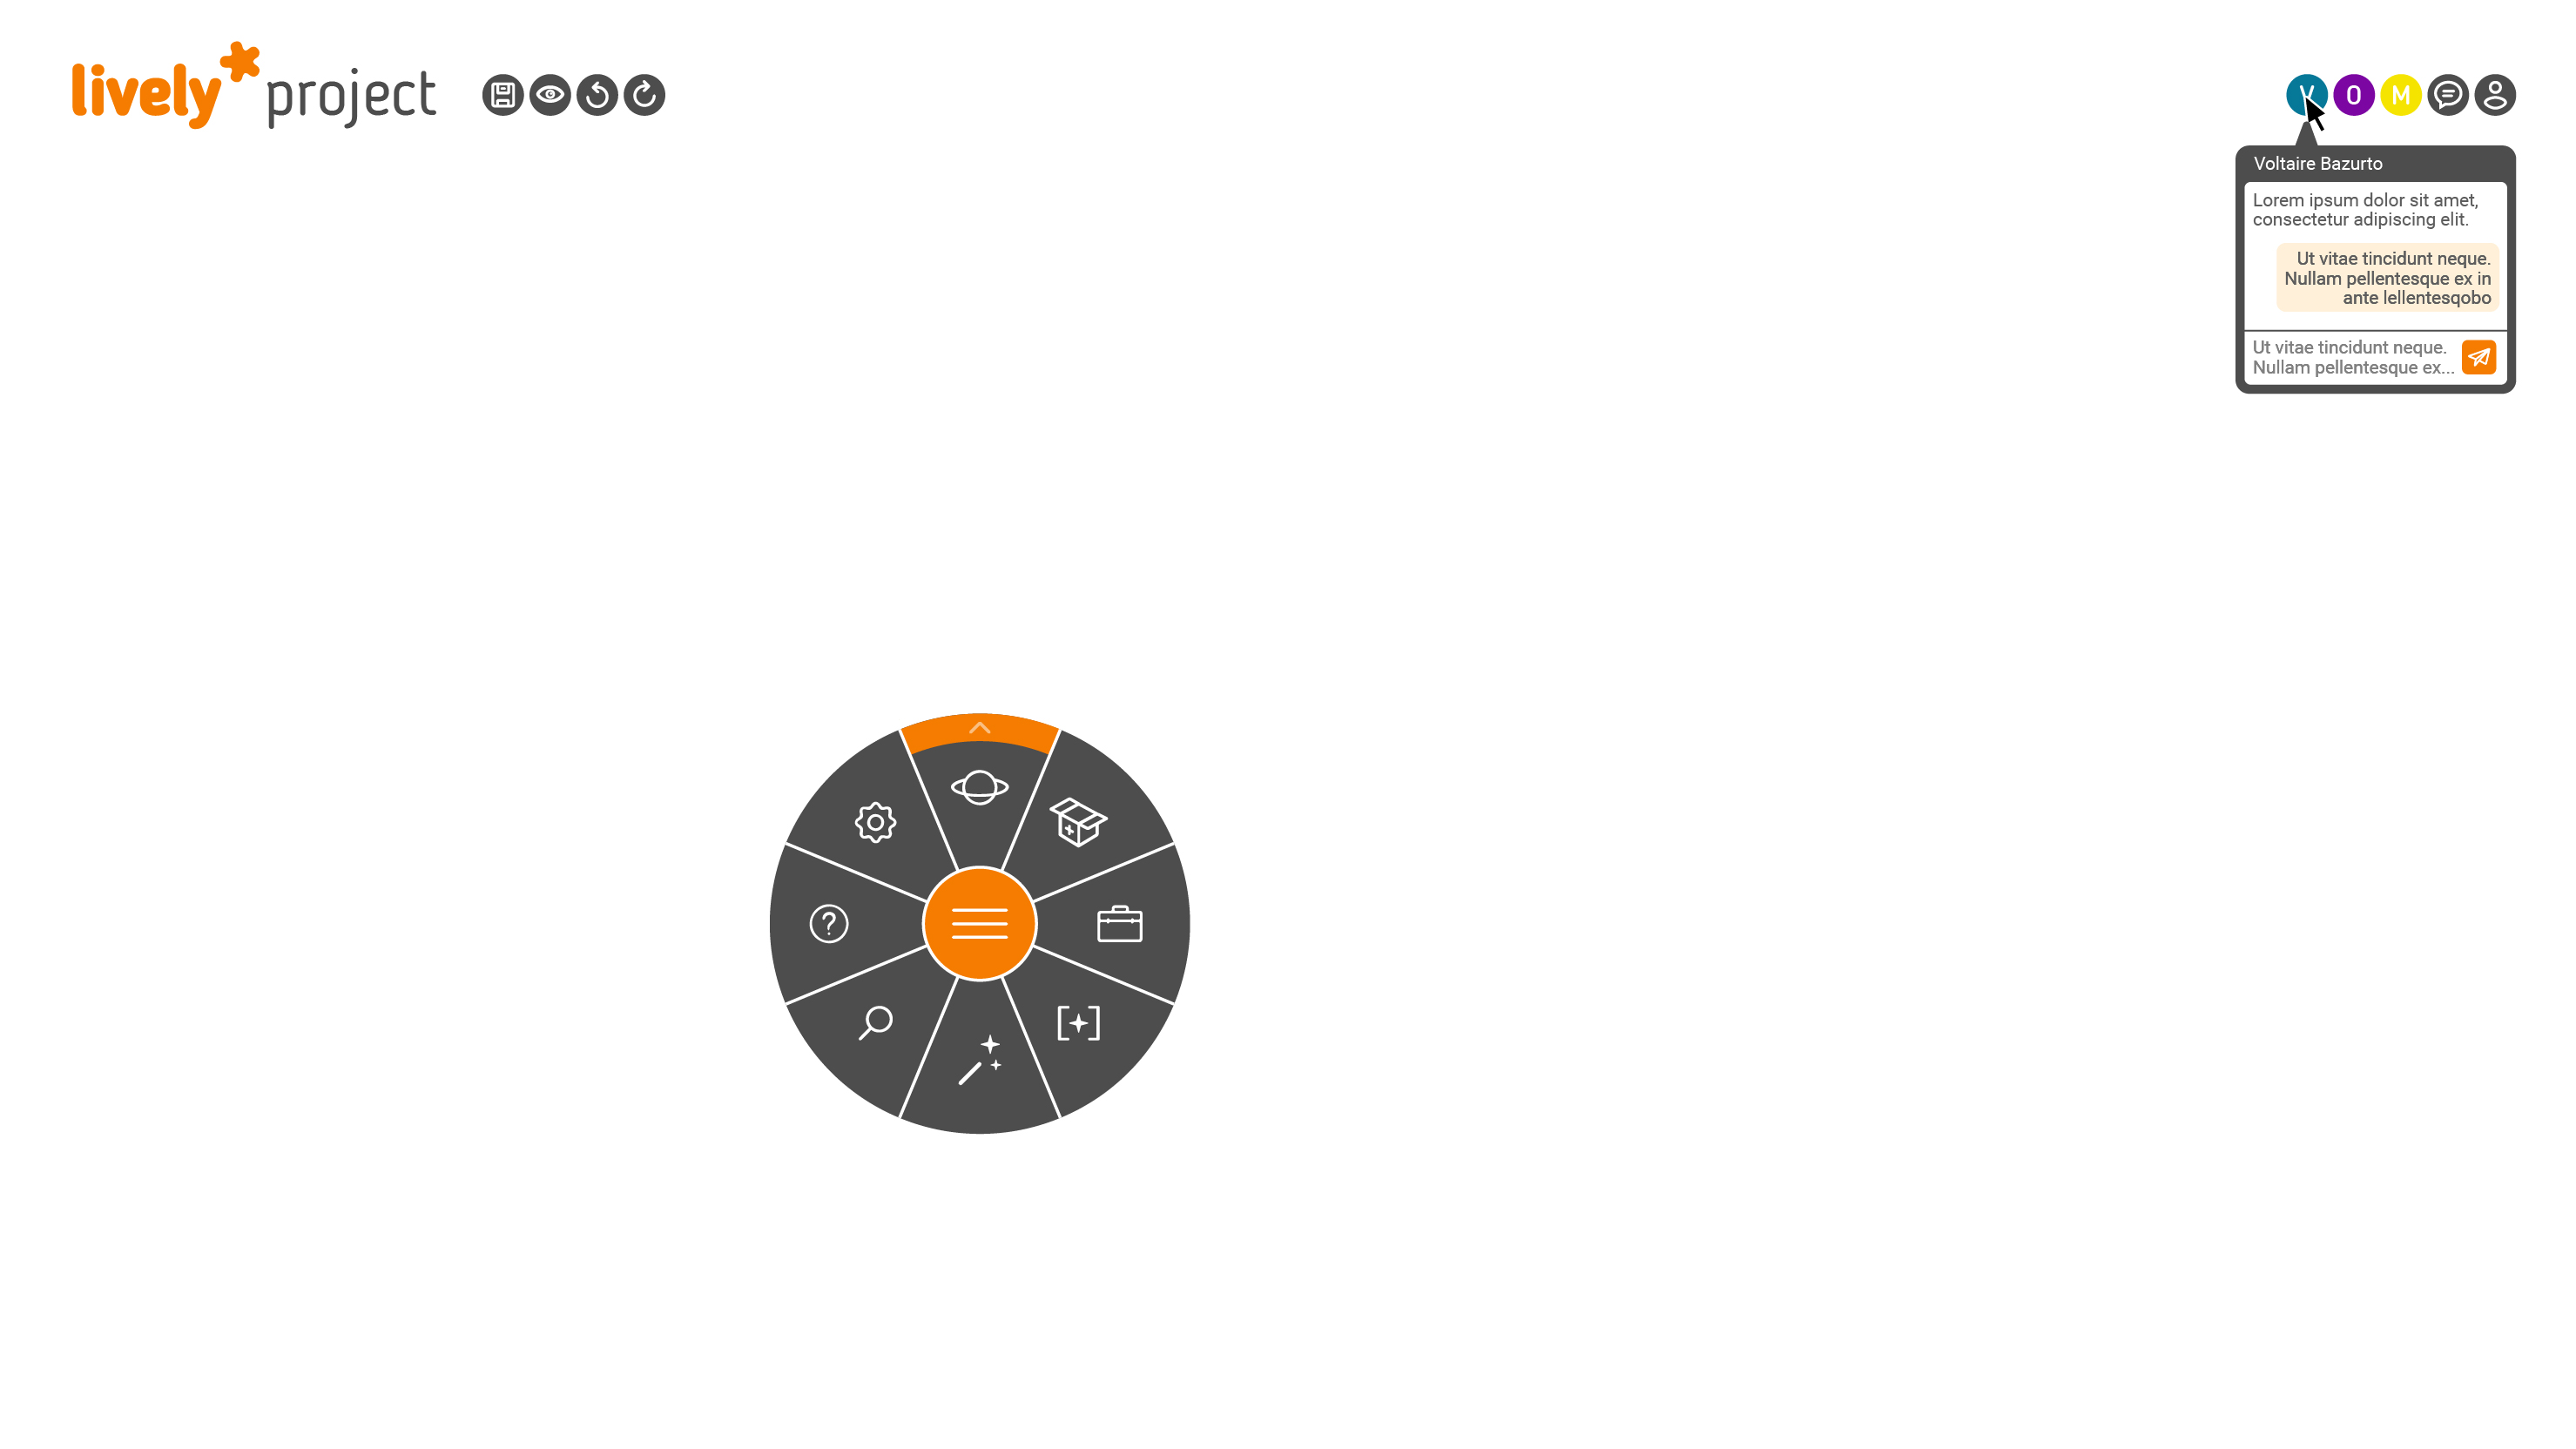 lively project
V O M
Voltaire Bazurto
Lorem ipsum dolor sit amet,
consectetur adipiscing elit.
Ut vitae tincidunt neque.
Nullam pellentesque ex in
ante lellentesqobo
Ut vitae tincidunt neque.
Nullam pellentesque ex...
?